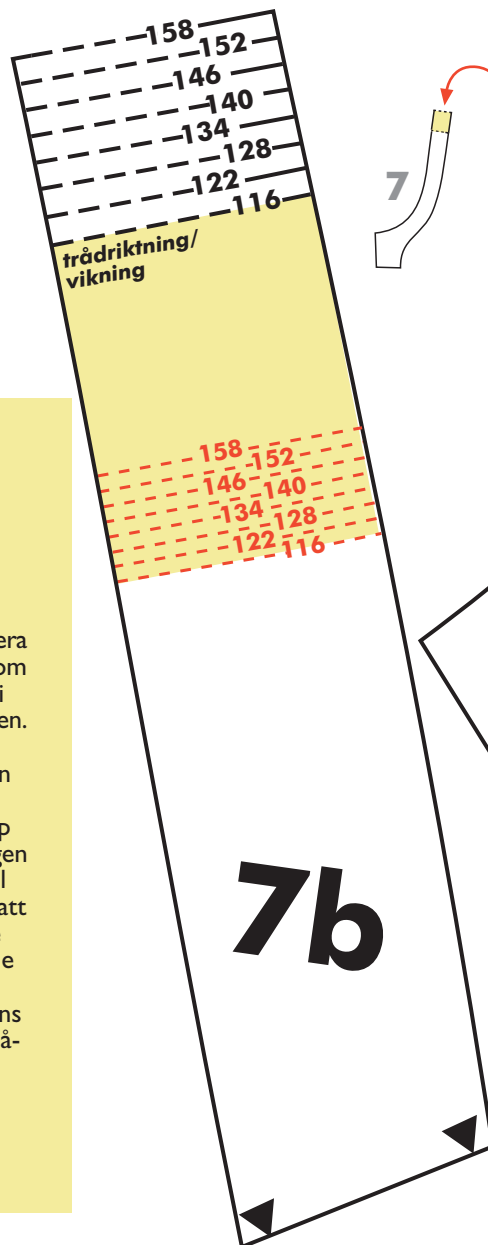 158
152
146
140
134
128
122
116
trådriktning/
vikning
7
158
152
146
140
134
128
122
116
era
om
i
en.
n
p
gen
l
att
e
ns
å-
7b